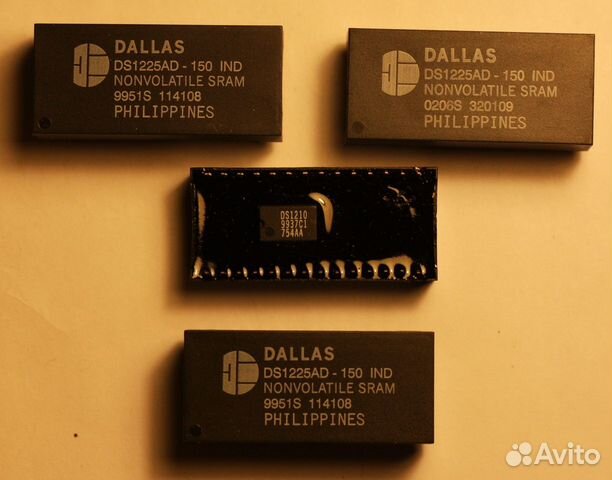 DALLAS
DS1225AD - 150 IND
NONVOLATILE SRAM
9951S 114108
PHILIPPINES
DALLAS
DS1225AD - 150 IND
NONVOLATILE SRAM
0206S 320109
PHILIPPINES
DS1210
9937C1
754AA
DALLAS
DS1225AD - 150 IND
NONVOLATILE SRAM
9951S 114108
PHILIPPINES
Avito